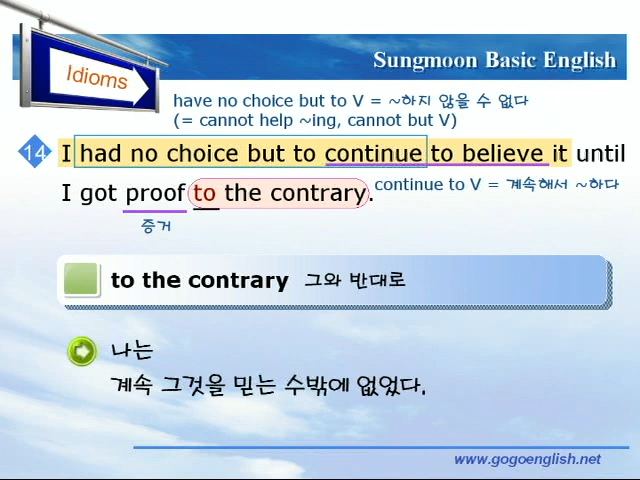 Sungmoon Basic English
Idioms
have no choice but to V = ~하지 않을 수 없다
(= cannot help ~ing, cannot but V)
14 I had no choice but to continue to believe it until
I got proof to the contrary. continue to V = 계속해서 ~하다
증거
to the contrary 그와 반대로
나는
계속 그것을 믿는 수밖에 없었다.
www.gogoenglish.net